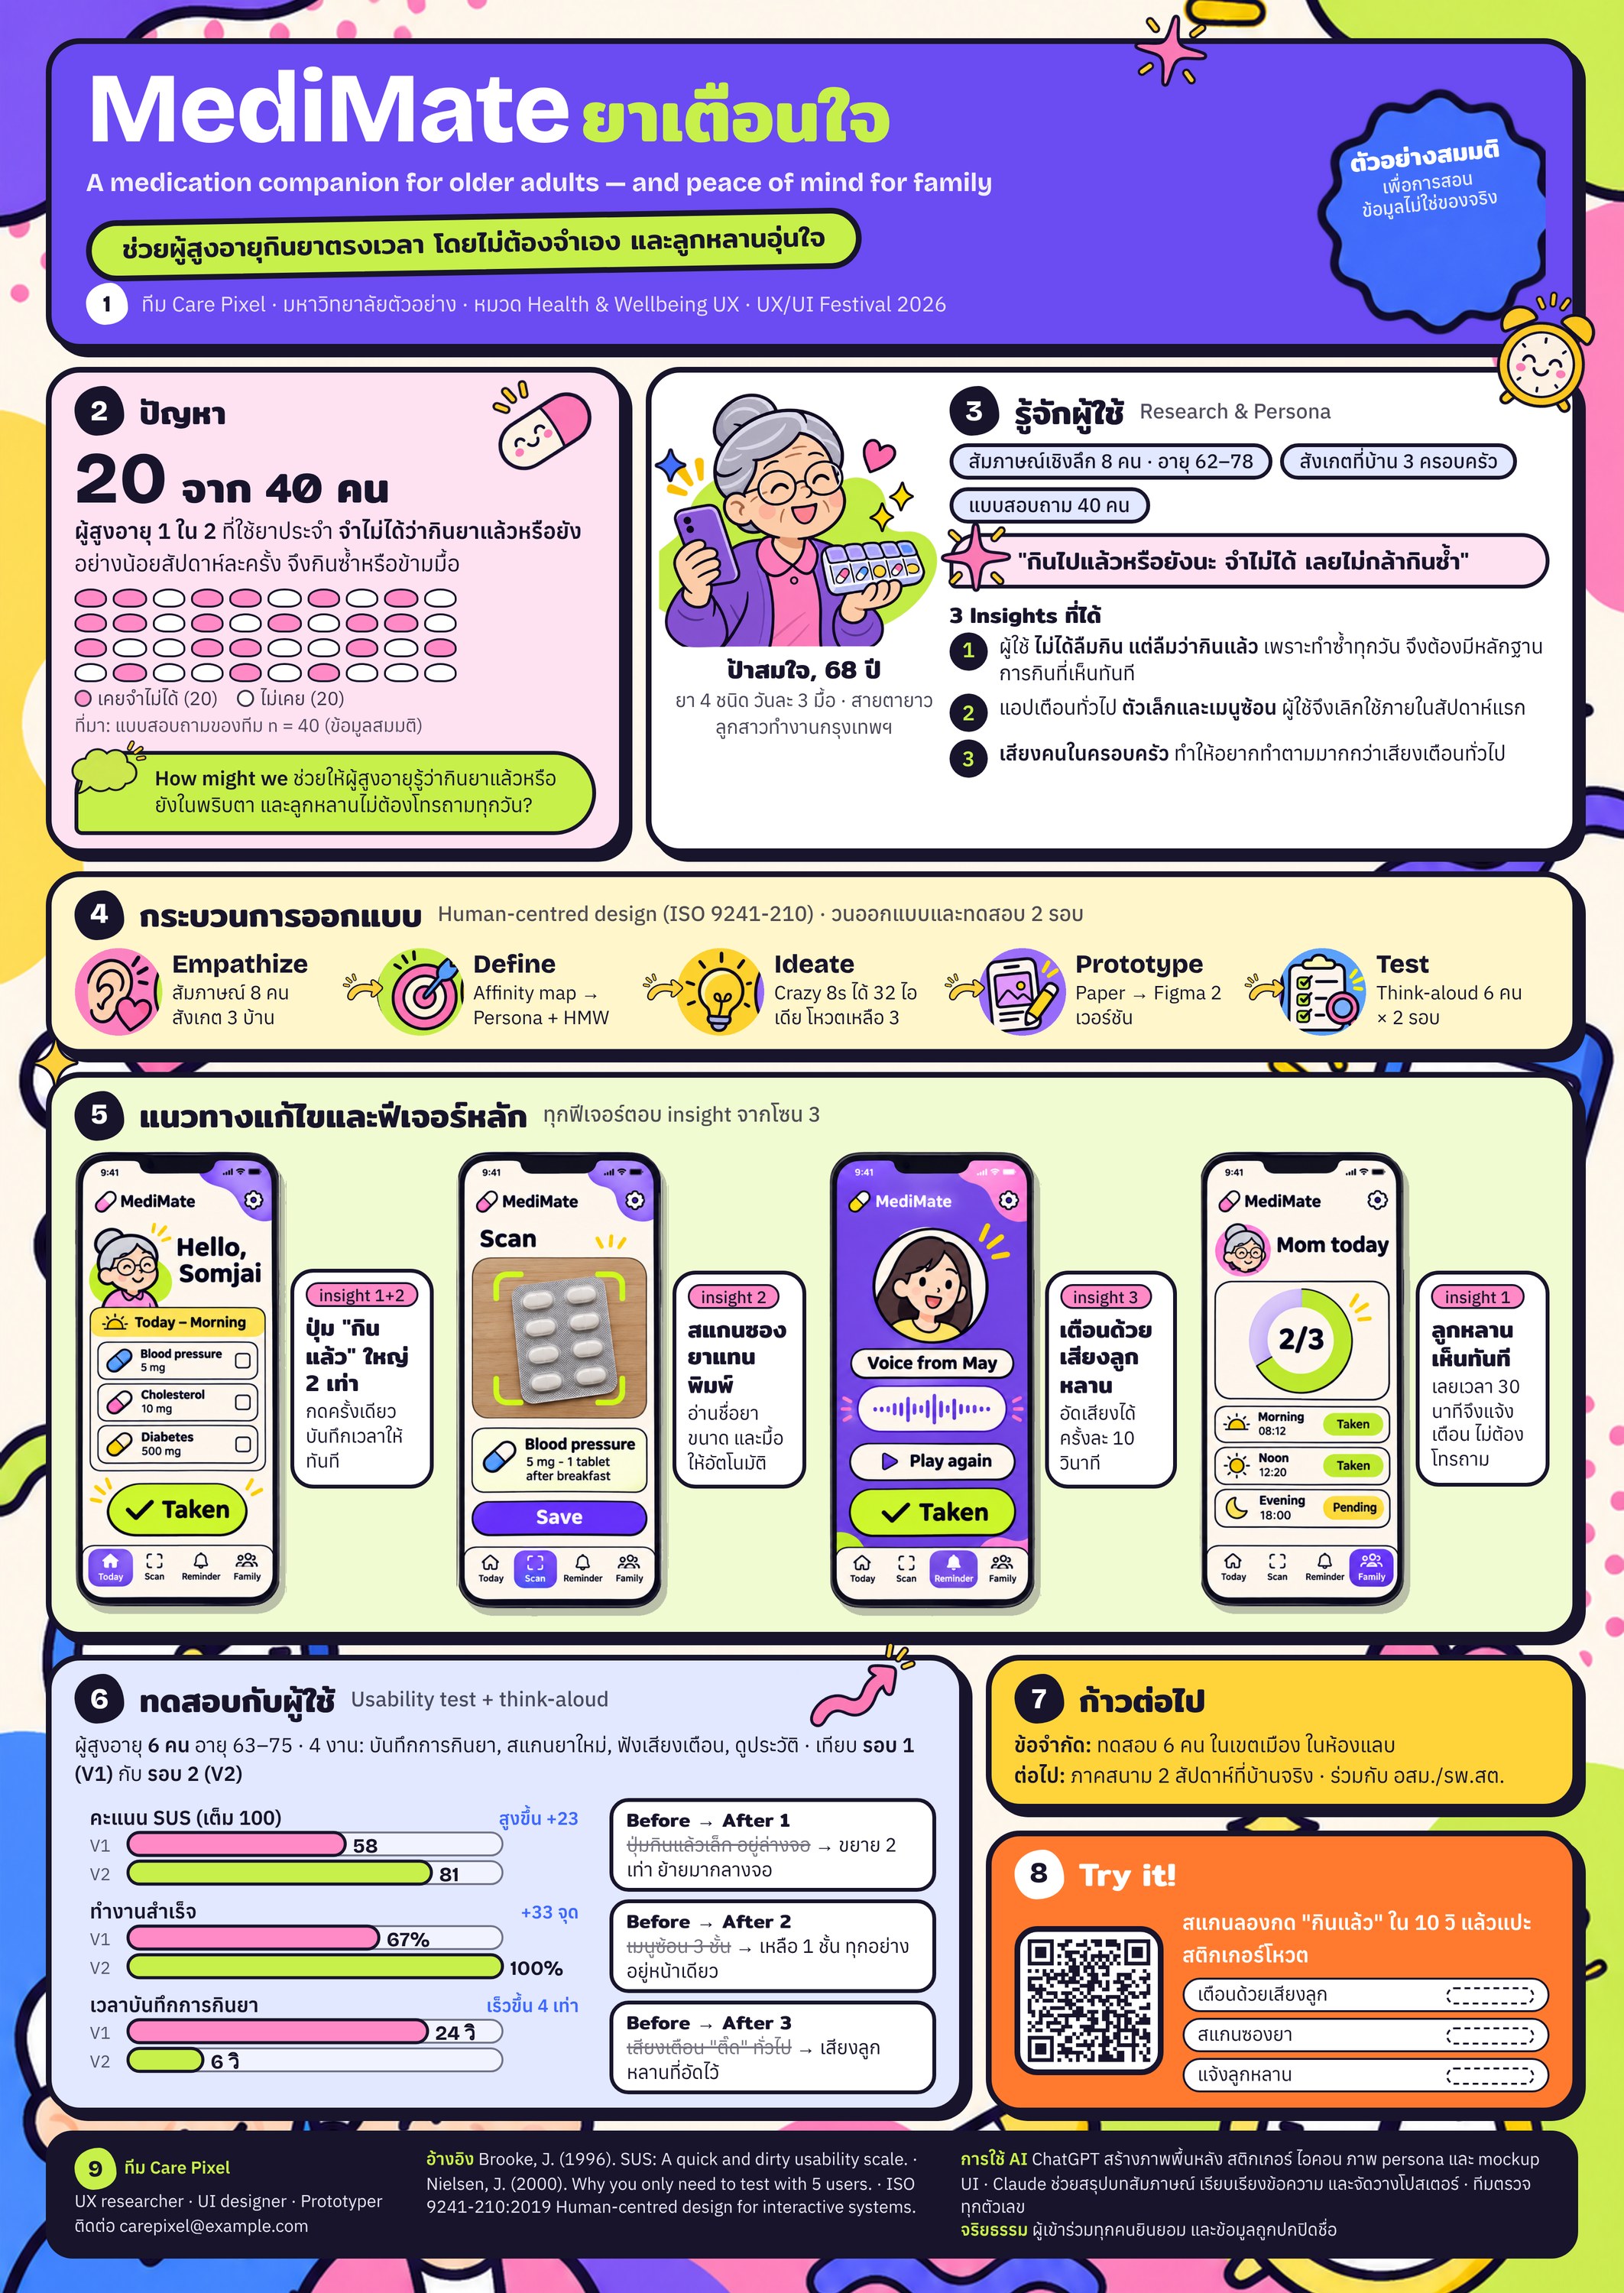 MediMate ยาเตือนใจ
A medication companion for older adults — and peace of mind for family
ช่วยผู้สูงอายุกินยาตรงเวลา โดยไม่ต้องจำเอง และลูกหลานอุ่นใจ
1 ทีม Care Pixel · มหาวิทยาลัยตัวอย่าง · หมวด Health & Wellbeing UX · UX/UI Festival 2026
ตัวอย่างสมมติ
เพื่อการสอน
ข้อมูลไม่ใช่ของจริง
2 ปัญหา
20 จาก 40 คน
ผู้สูงอายุ 1 ใน 2 ที่ใช้ยาประจำ จำไม่ได้ว่ากินยาแล้วหรือยัง
อย่างน้อยสัปดาห์ละครั้ง จึงกินซ้ำหรือข้ามมื้อ
เคยจำไม่ได้ (20) ไม่เคย (20)
ที่มา: แบบสอบถามของทีม n = 40 (ข้อมูลสมมติ)
How might we ช่วยให้ผู้สูงอายุรู้ว่ากินยาแล้วหรือ
ยังในพริบตา และลูกหลานไม่ต้องโทรถามทุกวัน?
ป้าสมใจ, 68 ปี
ยา 4 ชนิด วันละ 3 มื้อ · สายตายาว
ลูกสาวทำงานกรุงเทพฯ
3 รู้จักผู้ใช้ Research & Persona
สัมภาษณ์เชิงลึก 8 คน · อายุ 62–78
สังเกตที่บ้าน 3 ครอบครัว
แบบสอบถาม 40 คน
"กินไปแล้วหรือยังนะ จำไม่ได้ เลยไม่กล้ากินซ้ำ"
3 Insights ที่ได้
1 ผู้ใช้ ไม่ได้ลืมกิน แต่ลืมว่ากินแล้ว เพราะทำซ้ำทุกวัน จึงต้องมีหลักฐาน
การกินที่เห็นทันที
2 แอปเตือนทั่วไป ตัวเล็กและเมนูซ้อน ผู้ใช้จึงเลิกใช้ภายในสัปดาห์แรก
3 เสียงคนในครอบครัว ทำให้อยากทำตามมากกว่าเสียงเตือนทั่วไป
4 กระบวนการออกแบบ Human-centred design (ISO 9241-210) · วนออกแบบและทดสอบ 2 รอบ
Empathize
สัมภาษณ์ 8 คน
สังเกต 3 บ้าน
Define
Affinity map →
Persona + HMW
Ideate
Crazy 8s ได้ 32 ไอ
เดีย โหวตเหลือ 3
Prototype
Paper → Figma 2
เวอร์ชัน
Test
Think-aloud 6 คน
× 2 รอบ
5 แนวทางแก้ไขและฟีเจอร์หลัก ทุกฟีเจอร์ตอบ insight จากโซน 3
9:41
MediMate
Hello,
Somjai
Today – Morning
Blood pressure
5 mg
Cholesterol
10 mg
Diabetes
500 mg
Taken
Today Scan Reminder Family
insight 1+2
ปุ่ม "กิน
แล้ว" ใหญ่
2 เท่า
กดครั้งเดียว
บันทึกเวลาให้
ทันที
9:41
MediMate
Scan
Blood pressure
5 mg - 1 tablet
after breakfast
Save
Today Scan Reminder Family
insight 2
สแกนซอง
ยาแทน
พิมพ์
อ่านชื่อยา
ขนาด และมื้อ
ให้อัตโนมัติ
9:41
MediMate
Voice from May
Play again
Taken
Today Scan Reminder Family
insight 3
เตือนด้วย
เสียงลูก
หลาน
อัดเสียงได้
ครั้งละ 10
วินาที
9:41
MediMate
Mom today
2/3
Morning
08:12
Taken
Noon
12:20
Taken
Evening
18:00
Pending
Today Scan Reminder Family
insight 1
ลูกหลาน
เห็นทันที
เลยเวลา 30
นาทีจึงแจ้ง
เตือน ไม่ต้อง
โทรถาม
6 ทดสอบกับผู้ใช้ Usability test + think-aloud
ผู้สูงอายุ 6 คน อายุ 63–75 · 4 งาน: บันทึกการกินยา, สแกนยาใหม่, ฟังเสียงเตือน, ดูประวัติ · เทียบ รอบ 1
(V1) กับ รอบ 2 (V2)
คะแนน SUS (เต็ม 100) สูงขึ้น +23
V1 58
V2 81
ทำงานสำเร็จ +33 จุด
V1 67%
V2 100%
เวลาบันทึกการกินยา เร็วขึ้น 4 เท่า
V1 24 วิ
V2 6 วิ
Before → After 1
ปุ่มกินแล้วเล็ก อยู่ล่างจอ → ขยาย 2
เท่า ย้ายมากลางจอ
Before → After 2
เมนูซ้อน 3 ชั้น → เหลือ 1 ชั้น ทุกอย่าง
อยู่หน้าเดียว
Before → After 3
เสียงเตือน "ติ๊ด" ทั่วไป → เสียงลูก
หลานที่อัดไว้
7 ก้าวต่อไป
ข้อจำกัด: ทดสอบ 6 คน ในเขตเมือง ในห้องแลบ
ต่อไป: ภาคสนาม 2 สัปดาห์ที่บ้านจริง · ร่วมกับ อสม./รพ.สต.
8 Try it!
สแกนลองกด "กินแล้ว" ใน 10 วิ แล้วแปะ
สติกเกอร์โหวต
เตือนด้วยเสียงลูก
สแกนซองยา
แจ้งลูกหลาน
9 ทีม Care Pixel
UX researcher · UI designer · Prototyper
ติดต่อ carepixel@example.com
อ้างอิง Brooke, J. (1996). SUS: A quick and dirty usability scale. ·
Nielsen, J. (2000). Why you only need to test with 5 users. · ISO
9241-210:2019 Human-centred design for interactive systems.
การใช้ AI ChatGPT สร้างภาพพื้นหลัง สติกเกอร์ ไอคอน ภาพ persona และ mockup
UI · Claude ช่วยสรุปบทสัมภาษณ์ เรียบเรียงข้อความ และจัดวางโปสเตอร์ · ทีมตรวจ
ทุกตัวเลข
จริยธรรม ผู้เข้าร่วมทุกคนยินยอม และข้อมูลถูกปกปิดชื่อ